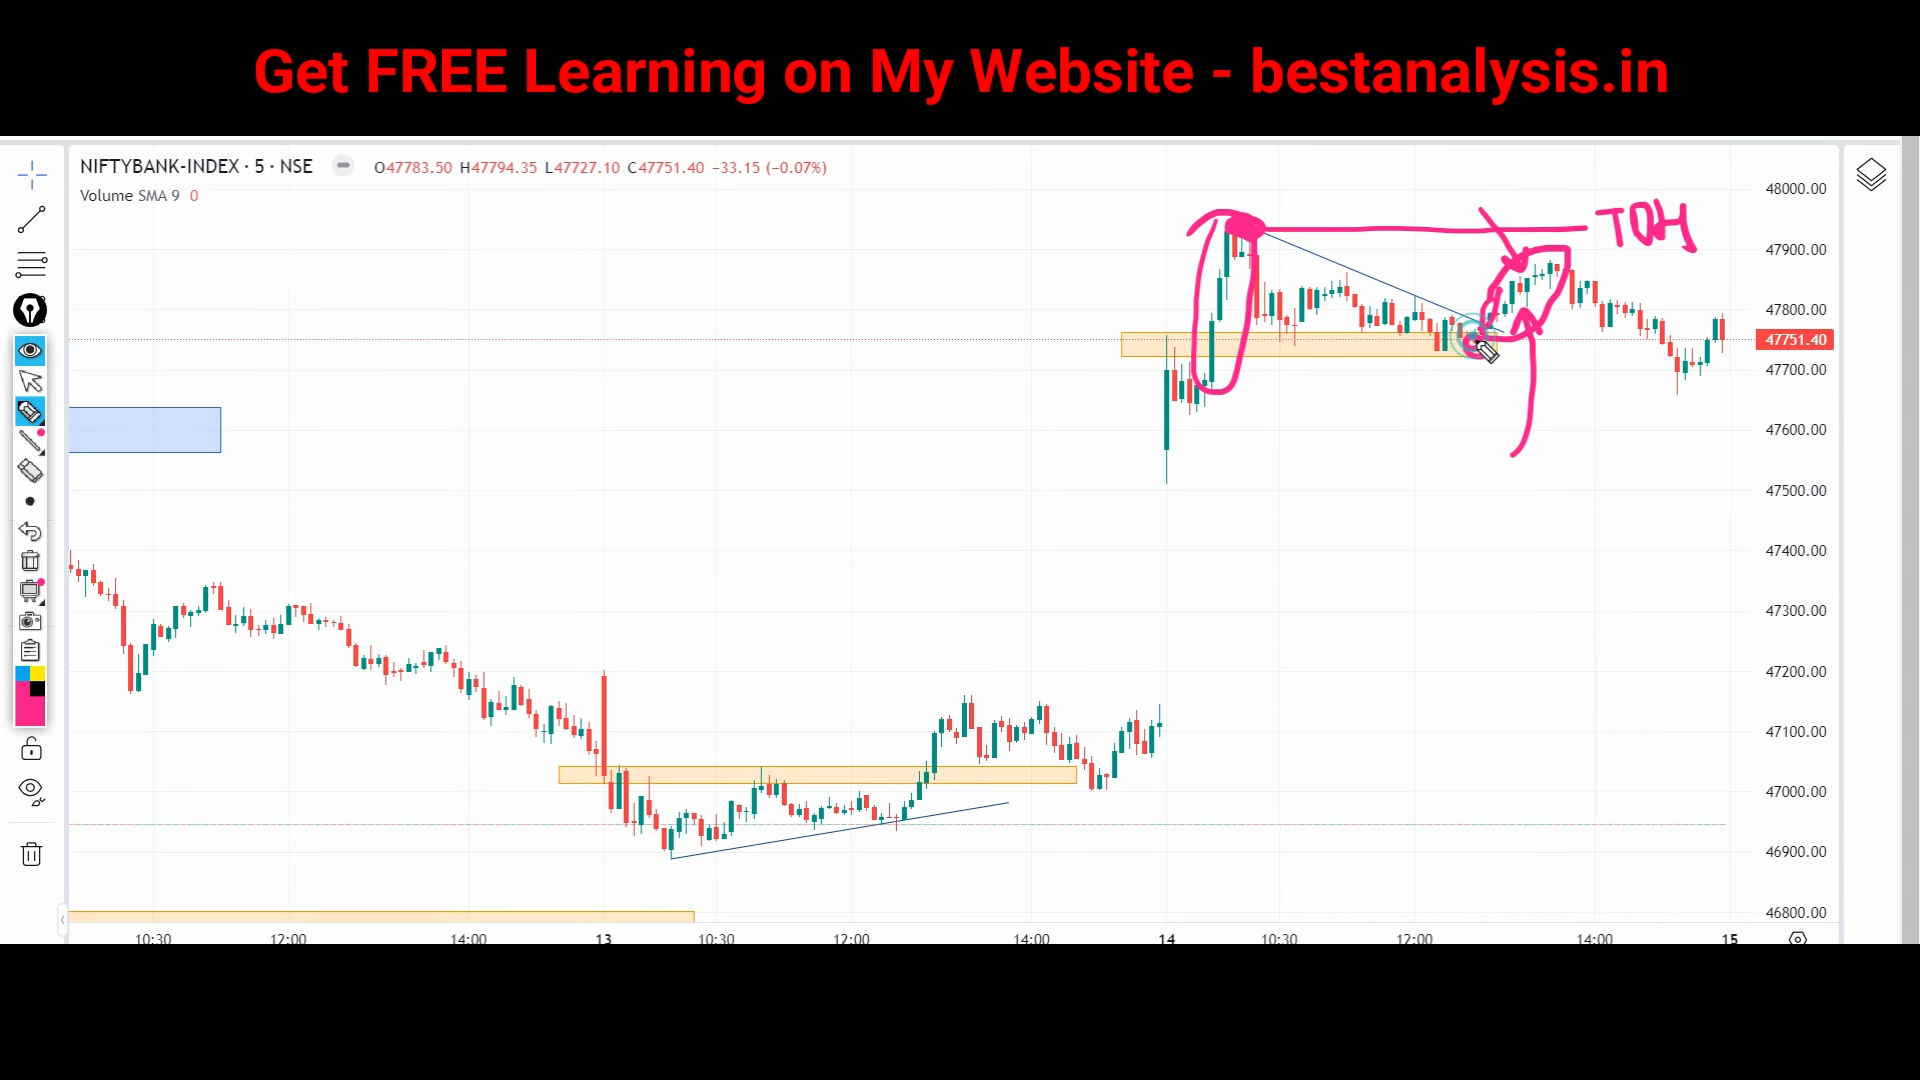 Get FREE Learning on My Website - bestanalysis.in
NIFTYBANK-INDEX · 5 · NSE O47783.50 H47794.35 L47727.10 C47751.40 −33.15 (−0.07%)
Volume SMA 9 0
TDH
48000.00
47900.00
47800.00
47751.40
47700.00
47600.00
47500.00
47400.00
47300.00
47200.00
47100.00
47000.00
46900.00
46800.00
10:30 12:00 14:00 13 10:30 12:00 14:00 14 10:30 12:00 14:00 15